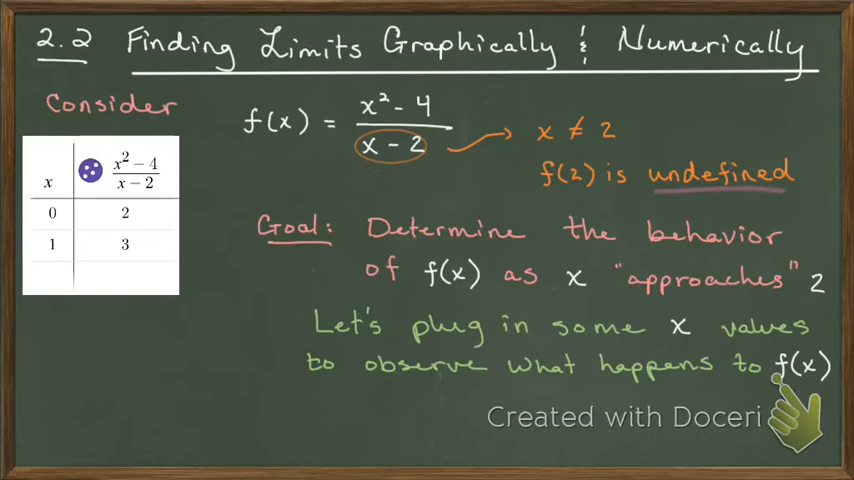 2.2 Finding Limits Graphically & Numerically
Consider
f(x) = x² - 4 / x - 2
x ≠ 2
f(2) is undefined
x | x² − 4 / x − 2
0 | 2
1 | 3
Goal: Determine the behavior
of f(x) as x "approaches" 2
Let's plug in some x values
to observe what happens to f(x)
Created with Doceri